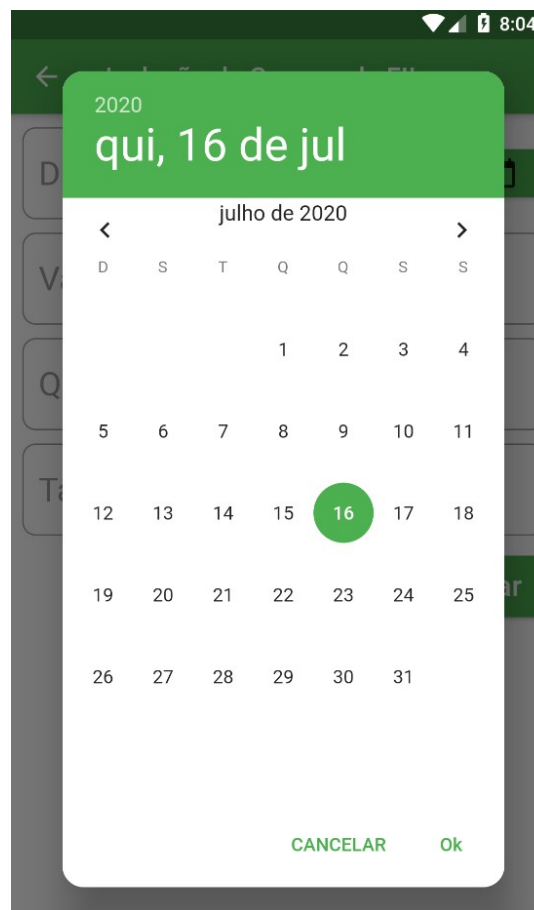 8:04
2020
qui, 16 de jul
julho de 2020
D S T Q Q S S
1 2 3 4
5 6 7 8 9 10 11
12 13 14 15 16 17 18
19 20 21 22 23 24 25
26 27 28 29 30 31
CANCELAR Ok